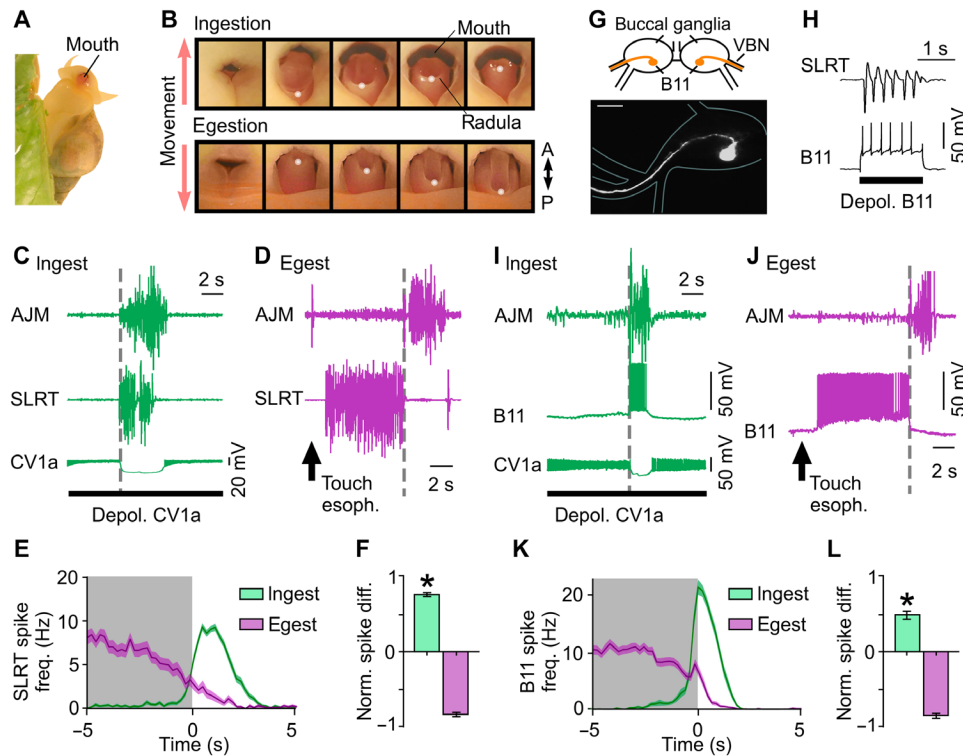 A
Mouth
B
Ingestion
Mouth
Movement
Egestion
Radula
A
P
G
Buccal ganglia
VBN
B11
H
1 s
SLRT
B11
50 mV
Depol. B11
C
Ingest
2 s
AJM
SLRT
CV1a
20 mV
Depol. CV1a
D
Egest
AJM
SLRT
2 s
Touch
esoph.
I
Ingest
2 s
AJM
B11
50 mV
CV1a
50 mV
Depol. CV1a
J
Egest
AJM
B11
50 mV
2 s
Touch
esoph.
E
SLRT spike
freq. (Hz)
20
10
5
0
Ingest
Egest
-5
0
5
Time (s)
F
Norm. spike diff.
1
*
0
−1
K
B11 spike
freq. (Hz)
20
10
0
Ingest
Egest
−5
0
5
Time (s)
L
Norm. spike diff.
1
*
0
−1